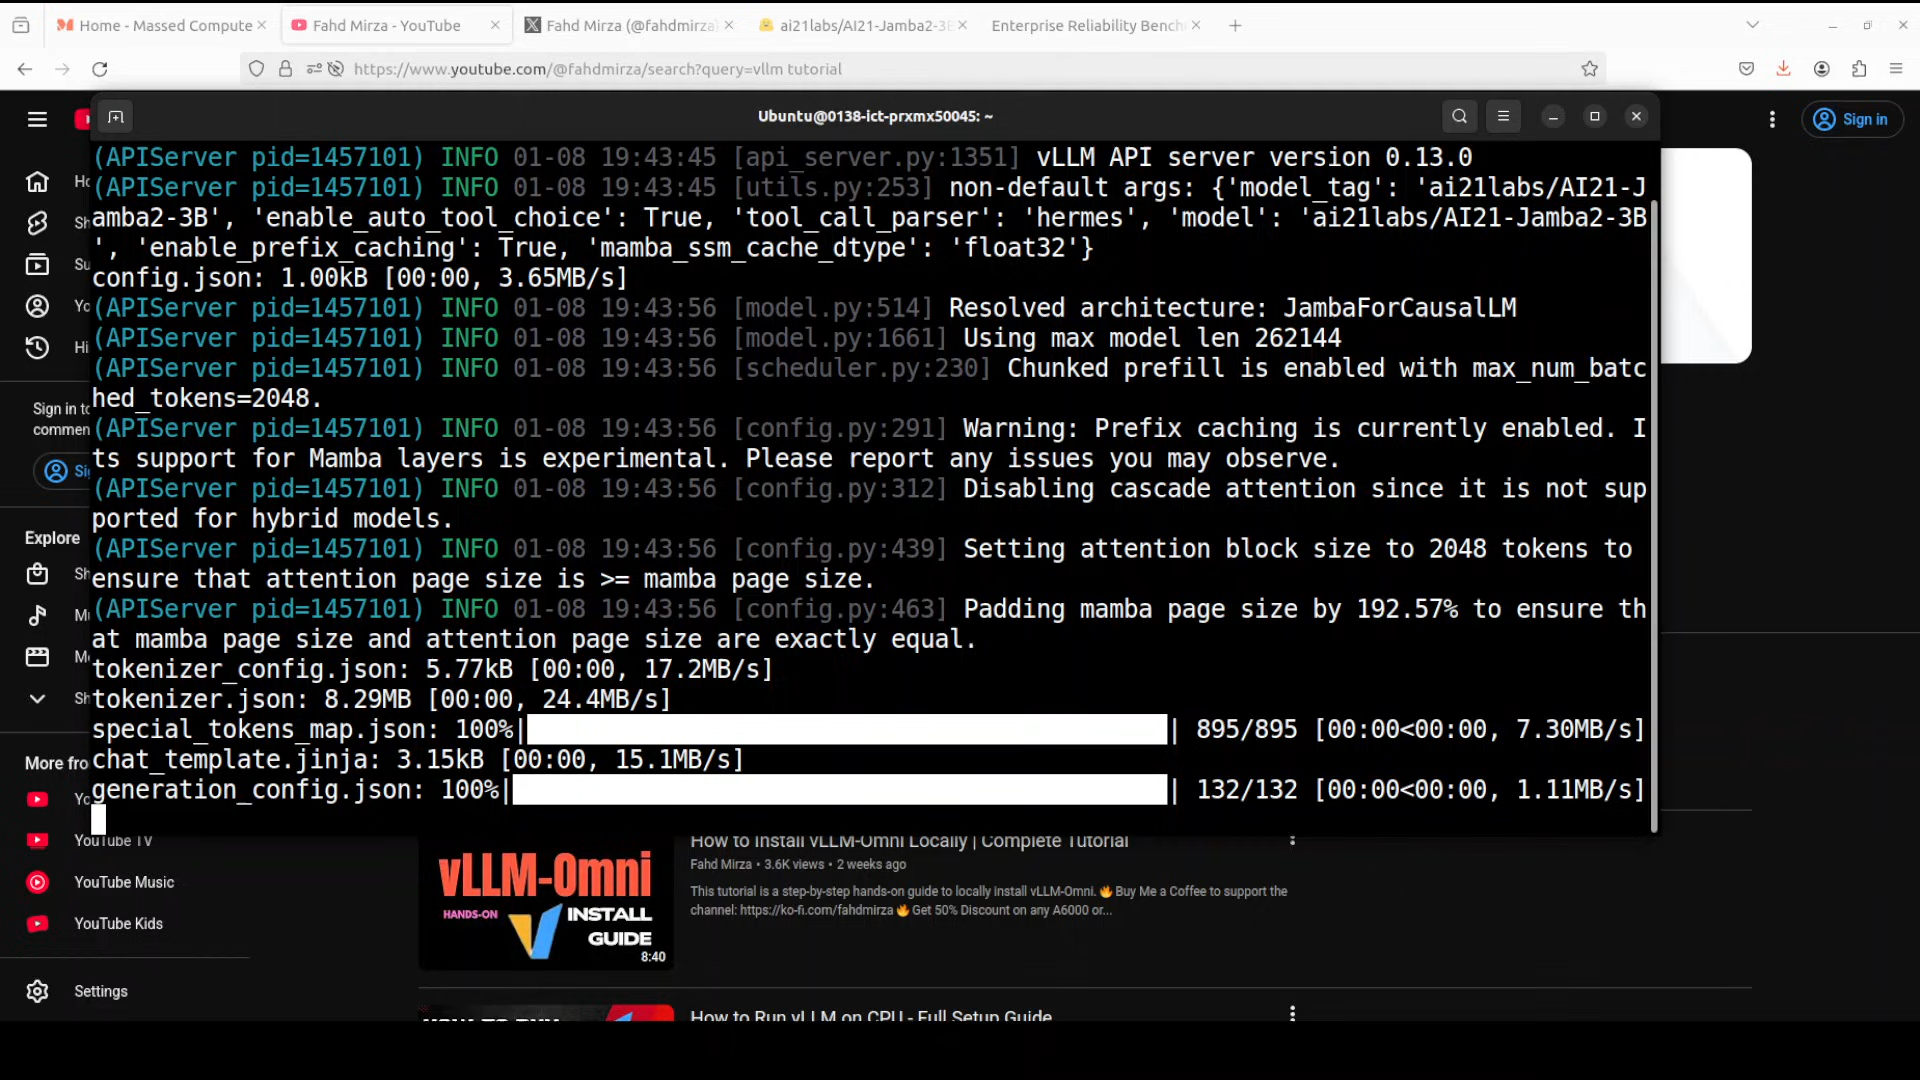 Home - Massed Compute
Fahd Mirza - YouTube
Fahd Mirza (@fahdmirza)
ai21labs/AI21-Jamba2-3B
Enterprise Reliability Bench
https://www.youtube.com/@fahdmirza/search?query=vllm tutorial
Ubuntu@0138-ict-prxmx50045: ~
Sign in
(APIServer pid=1457101) INFO 01-08 19:43:45 [api_server.py:1351] vLLM API server version 0.13.0
(APIServer pid=1457101) INFO 01-08 19:43:45 [utils.py:253] non-default args: {'model_tag': 'ai21labs/AI21-J
amba2-3B', 'enable_auto_tool_choice': True, 'tool_call_parser': 'hermes', 'model': 'ai21labs/AI21-Jamba2-3B
', 'enable_prefix_caching': True, 'mamba_ssm_cache_dtype': 'float32'}
config.json: 1.00kB [00:00, 3.65MB/s]
(APIServer pid=1457101) INFO 01-08 19:43:56 [model.py:514] Resolved architecture: JambaForCausalLM
(APIServer pid=1457101) INFO 01-08 19:43:56 [model.py:1661] Using max model len 262144
(APIServer pid=1457101) INFO 01-08 19:43:56 [scheduler.py:230] Chunked prefill is enabled with max_num_batc
hed_tokens=2048.
(APIServer pid=1457101) INFO 01-08 19:43:56 [config.py:291] Warning: Prefix caching is currently enabled. I
ts support for Mamba layers is experimental. Please report any issues you may observe.
(APIServer pid=1457101) INFO 01-08 19:43:56 [config.py:312] Disabling cascade attention since it is not sup
ported for hybrid models.
(APIServer pid=1457101) INFO 01-08 19:43:56 [config.py:439] Setting attention block size to 2048 tokens to
ensure that attention page size is >= mamba page size.
(APIServer pid=1457101) INFO 01-08 19:43:56 [config.py:463] Padding mamba page size by 192.57% to ensure th
at mamba page size and attention page size are exactly equal.
tokenizer_config.json: 5.77kB [00:00, 17.2MB/s]
tokenizer.json: 8.29MB [00:00, 24.4MB/s]
special_tokens_map.json: 100%| | 895/895 [00:00<00:00, 7.30MB/s]
chat_template.jinja: 3.15kB [00:00, 15.1MB/s]
generation_config.json: 100%| | 132/132 [00:00<00:00, 1.11MB/s]
Ho
Sh
Su
Yo
Hi
Sign in to
commen
Si
Explore
Sh
Mu
Mo
Sh
More fro
Yo
YouTube TV
YouTube Music
YouTube Kids
Settings
How to Install vLLM-Omni Locally | Complete Tutorial
Fahd Mirza • 3.6K views • 2 weeks ago
This tutorial is a step-by-step hands-on guide to locally install vLLM-Omni. 🔥Buy Me a Coffee to support the
channel: https://ko-fi.com/fahdmirza 🔥Get 50% Discount on any A6000 or...
vLLM-Omni
HANDS-ON
INSTALL
GUIDE
8:40
How to Run vLLM on CPU - Full Setup Guide